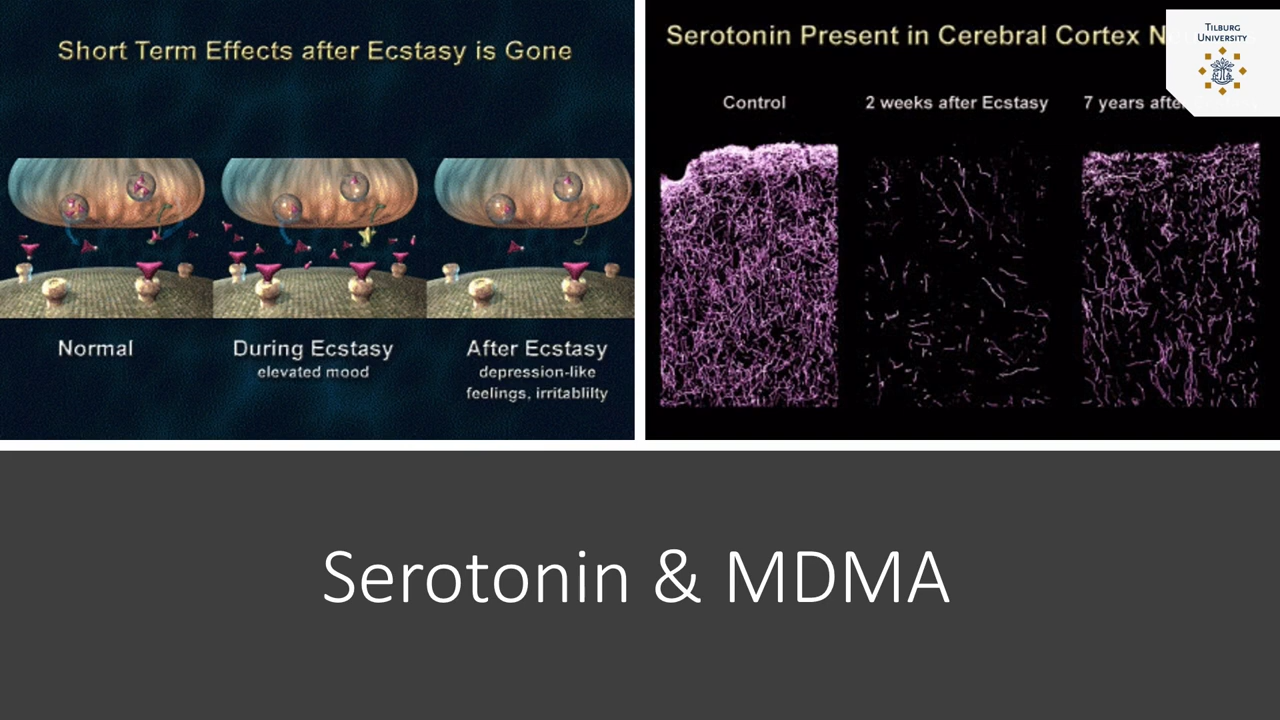 Short Term Effects after Ecstasy is Gone
Normal
During Ecstasy
elevated mood
After Ecstasy
depression-like
feelings, irritablilty
Serotonin Present in Cerebral Cortex
Control
2 weeks after Ecstasy
7 years after
TILBURG
UNIVERSITY
Serotonin & MDMA